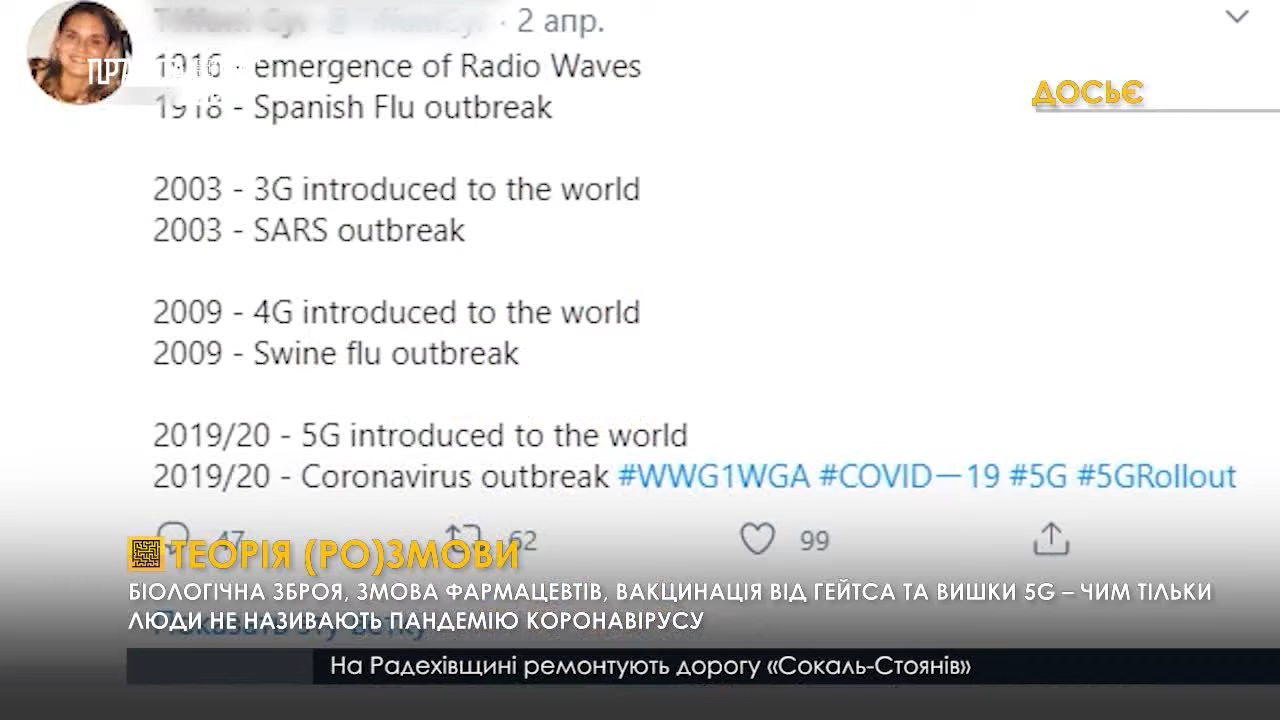 · 2 апр.
1916 - emergence of Radio Waves
1918 - Spanish Flu outbreak
ДОСЬЄ
2003 - 3G introduced to the world
2003 - SARS outbreak
2009 - 4G introduced to the world
2009 - Swine flu outbreak
2019/20 - 5G introduced to the world
2019/20 - Coronavirus outbreak #WWG1WGA #COVID—19 #5G #5GRollout
47 62 99
ТЕОРІЯ (РО)ЗМОВИ
БІОЛОГІЧНА ЗБРОЯ, ЗМОВА ФАРМАЦЕВТІВ, ВАКЦИНАЦІЯ ВІД ГЕЙТСА ТА ВИШКИ 5G – ЧИМ ТІЛЬКИ
ЛЮДИ НЕ НАЗИВАЮТЬ ПАНДЕМІЮ КОРОНАВІРУСУ
На Радехівщині ремонтують дорогу «Сокаль-Стоянів»